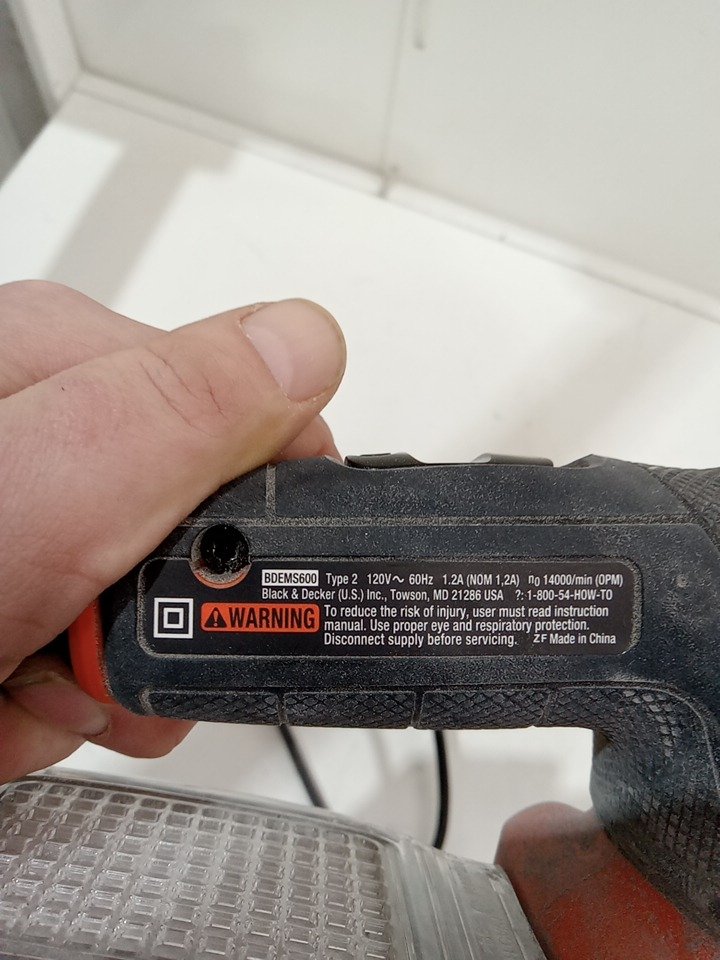 BDEMS600 Type 2 120V～ 60Hz 1.2A (NOM 1,2A) n₀ 14000/min (OPM)
Black & Decker (U.S.) Inc., Towson, MD 21286 USA ?: 1-800-54-HOW-TO
WARNING To reduce the risk of injury, user must read instruction
manual. Use proper eye and respiratory protection.
Disconnect supply before servicing. ZF Made in China